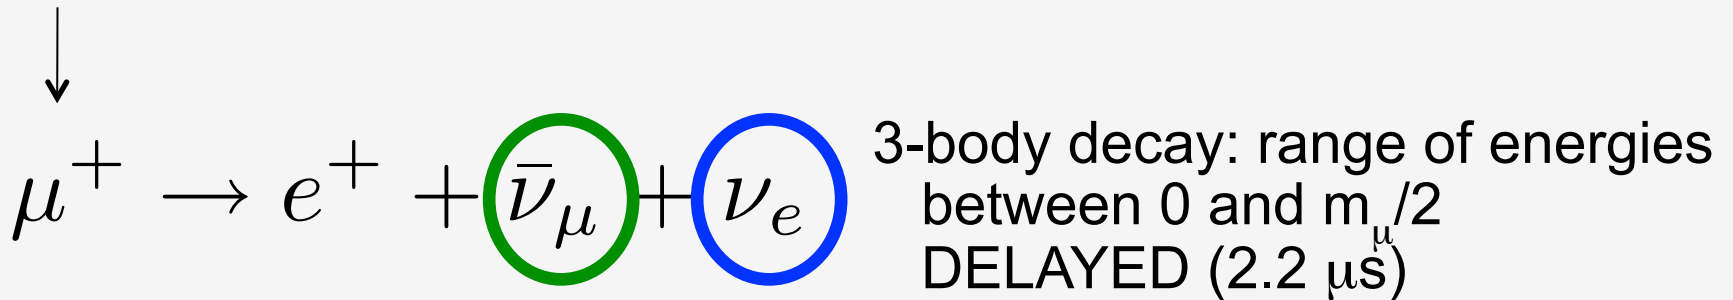 μ⁺ → e⁺ + ν̄_μ + ν_e
3-body decay: range of energies
between 0 and m_μ/2
DELAYED (2.2 μs)